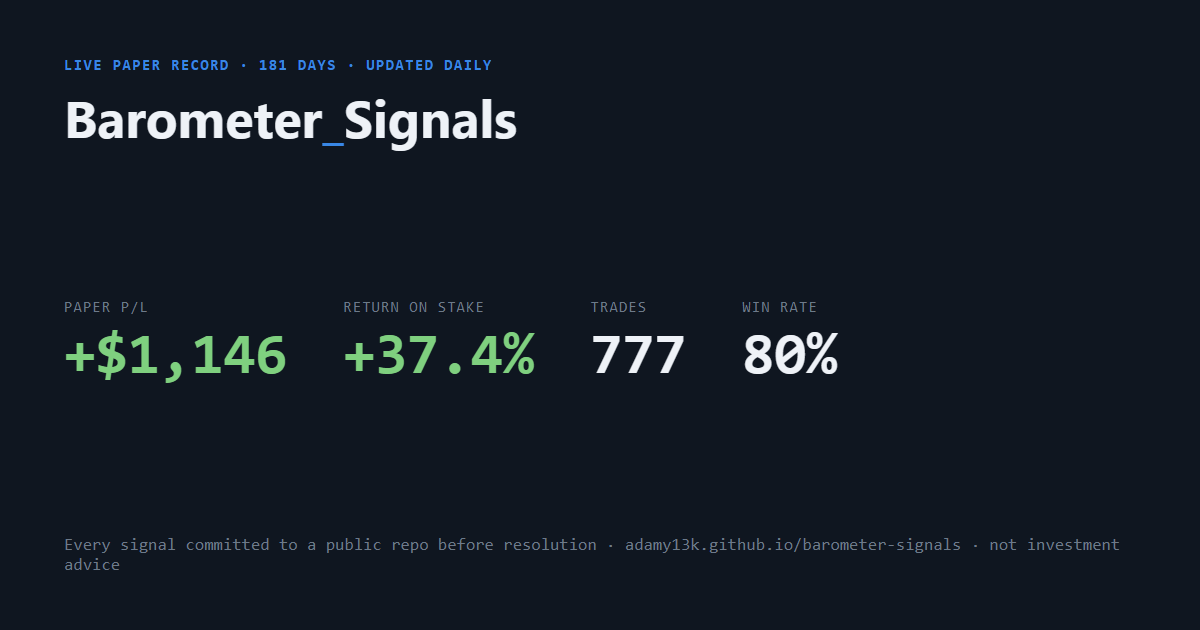 LIVE PAPER RECORD · 181 DAYS · UPDATED DAILY
Barometer_Signals
PAPER P/L
+$1,146
RETURN ON STAKE
+37.4%
TRADES
777
WIN RATE
80%
Every signal committed to a public repo before resolution · adamy13k.github.io/barometer-signals · not investment
advice